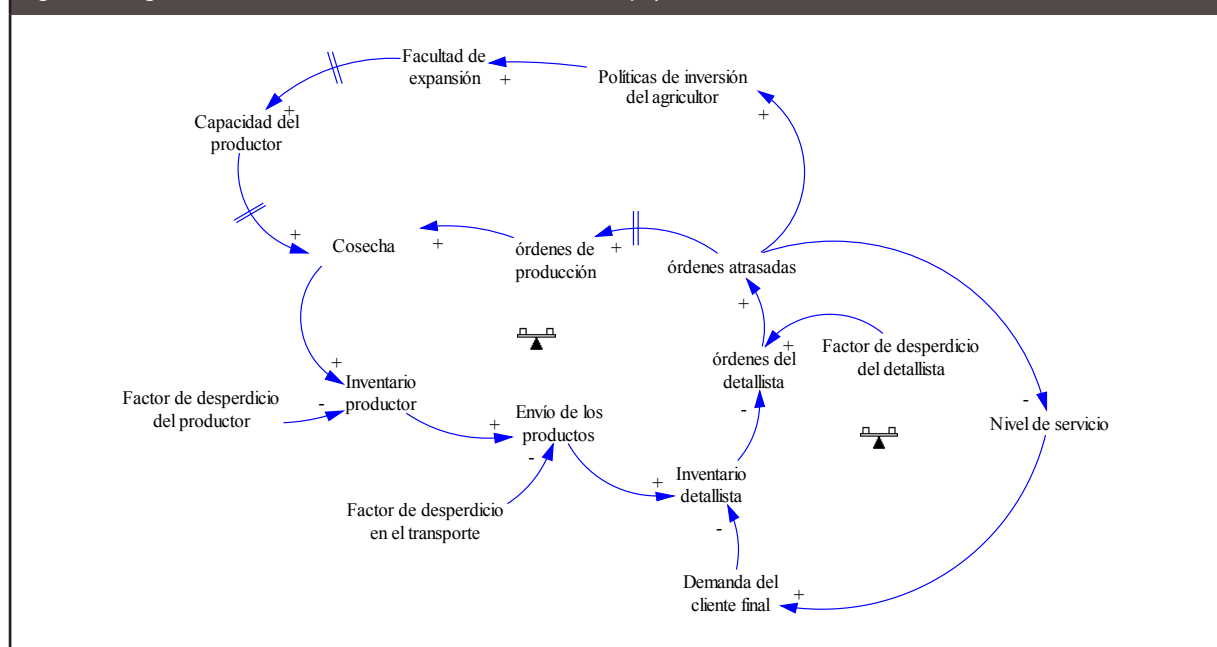 Facultad de
expansión
+
Políticas de inversión
del agricultor
+
+
Capacidad del
productor
+
Cosecha
+
órdenes de
producción
+
órdenes atrasadas
+
+
órdenes del
detallista
Factor de desperdicio
del detallista
+
Inventario
productor
-
Factor de desperdicio
del productor
+
Envío de los
productos
-
-
Nivel de servicio
-
+
Inventario
detallista
Factor de desperdicio
en el transporte
-
Demanda del
cliente final
+